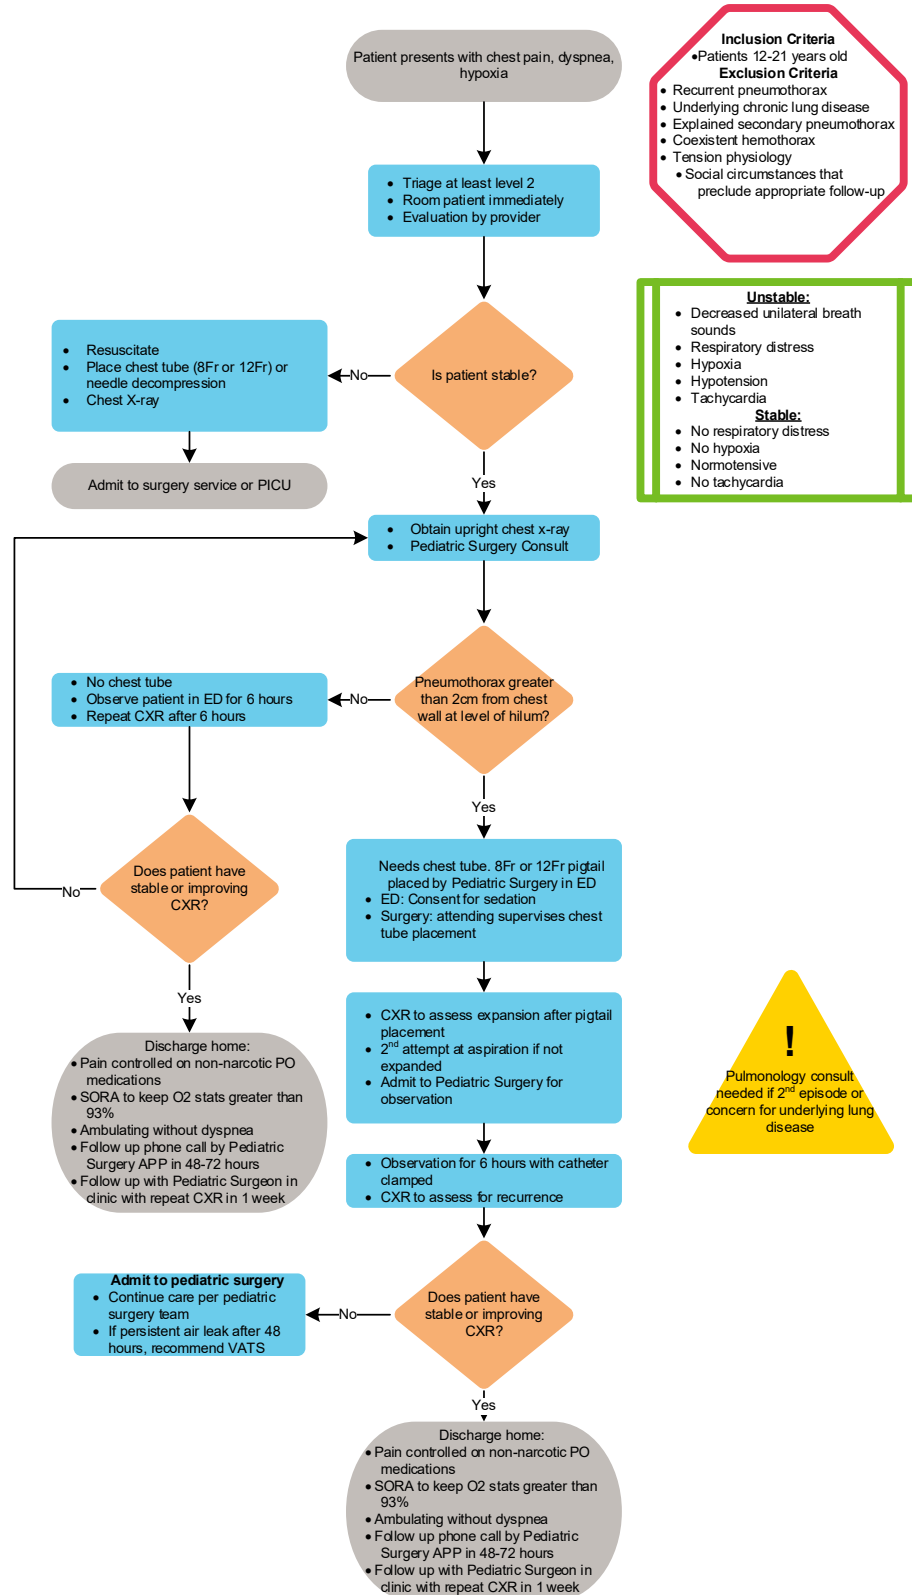 Patient presents with chest pain, dyspnea,
hypoxia
Inclusion Criteria
•Patients 12-21 years old
Exclusion Criteria
• Recurrent pneumothorax
• Underlying chronic lung disease
• Explained secondary pneumothorax
• Coexistent hemothorax
• Tension physiology
• Social circumstances that
preclude appropriate follow-up
• Triage at least level 2
• Room patient immediately
• Evaluation by provider
Unstable:
• Decreased unilateral breath
sounds
• Respiratory distress
• Hypoxia
• Hypotension
• Tachycardia
Stable:
• No respiratory distress
• No hypoxia
• Normotensive
• No tachycardia
Is patient stable?
No
• Resuscitate
• Place chest tube (8Fr or 12Fr) or
needle decompression
• Chest X-ray
Admit to surgery service or PICU
Yes
• Obtain upright chest x-ray
• Pediatric Surgery Consult
Pneumothorax greater
than 2cm from chest
wall at level of hilum?
No
• No chest tube
• Observe patient in ED for 6 hours
• Repeat CXR after 6 hours
Does patient have
stable or improving
CXR?
No
Yes
Discharge home:
• Pain controlled on non-narcotic PO
medications
• SORA to keep O2 stats greater than
93%
• Ambulating without dyspnea
• Follow up phone call by Pediatric
Surgery APP in 48-72 hours
• Follow up with Pediatric Surgeon in
clinic with repeat CXR in 1 week
Yes
Needs chest tube. 8Fr or 12Fr pigtail
placed by Pediatric Surgery in ED
• ED: Consent for sedation
• Surgery: attending supervises chest
tube placement
• CXR to assess expansion after pigtail
placement
• 2nd attempt at aspiration if not
expanded
• Admit to Pediatric Surgery for
observation
!
Pulmonology consult
needed if 2nd episode or
concern for underlying lung
disease
• Observation for 6 hours with catheter
clamped
• CXR to assess for recurrence
Does patient have
stable or improving
CXR?
No
Admit to pediatric surgery
• Continue care per pediatric
surgery team
• If persistent air leak after 48
hours, recommend VATS
Yes
Discharge home:
• Pain controlled on non-narcotic PO
medications
• SORA to keep O2 stats greater than
93%
• Ambulating without dyspnea
• Follow up phone call by Pediatric
Surgery APP in 48-72 hours
• Follow up with Pediatric Surgeon in
clinic with repeat CXR in 1 week